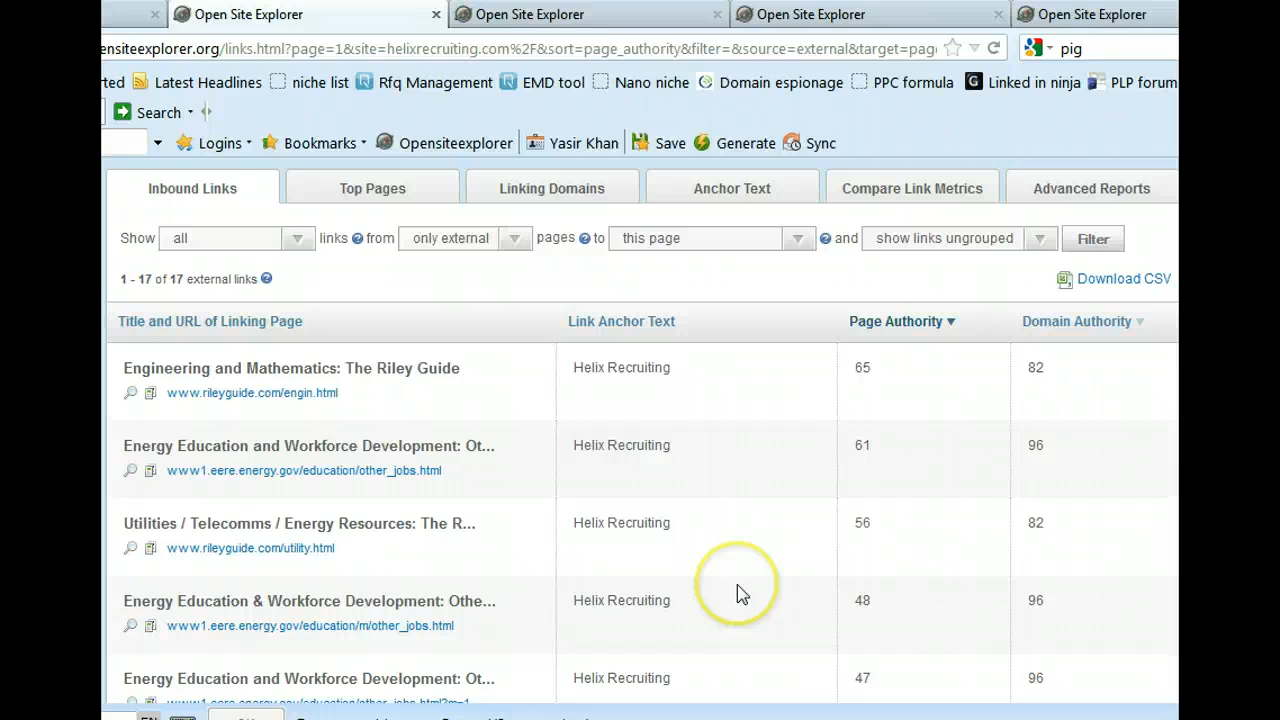 Open Site Explorer Open Site Explorer Open Site Explorer Open Site Explorer
ensiteexplorer.org/links.html?page=1&site=helixrecruiting.com%2F&sort=page_authority&filter=&source=external&target=pag pig
ted Latest Headlines niche list Rfq Management EMD tool Nano niche Domain espionage PPC formula Linked in ninja PLP forum
Search
Logins Bookmarks Opensiteexplorer Yasir Khan Save Generate Sync
Inbound Links Top Pages Linking Domains Anchor Text Compare Link Metrics Advanced Reports
Show all links from only external pages to this page and show links ungrouped Filter
1 - 17 of 17 external links Download CSV
Title and URL of Linking Page Link Anchor Text Page Authority Domain Authority
Engineering and Mathematics: The Riley Guide Helix Recruiting 65 82
www.rileyguide.com/engin.html
Energy Education and Workforce Development: Ot... Helix Recruiting 61 96
www1.eere.energy.gov/education/other_jobs.html
Utilities / Telecomms / Energy Resources: The R... Helix Recruiting 56 82
www.rileyguide.com/utility.html
Energy Education & Workforce Development: Othe... Helix Recruiting 48 96
www1.eere.energy.gov/education/m/other_jobs.html
Energy Education and Workforce Development: Ot... Helix Recruiting 47 96
www1.eere.energy.gov/education/other_jobs.html?m=1
EN